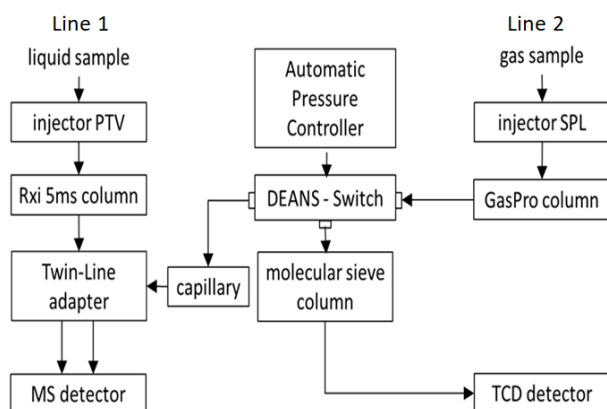 Line 1
Line 2
liquid sample
gas sample
Automatic
Pressure
Controller
injector PTV
injector SPL
Rxi 5ms column
DEANS - Switch
GasPro column
Twin-Line
adapter
capillary
molecular sieve
column
MS detector
TCD detector